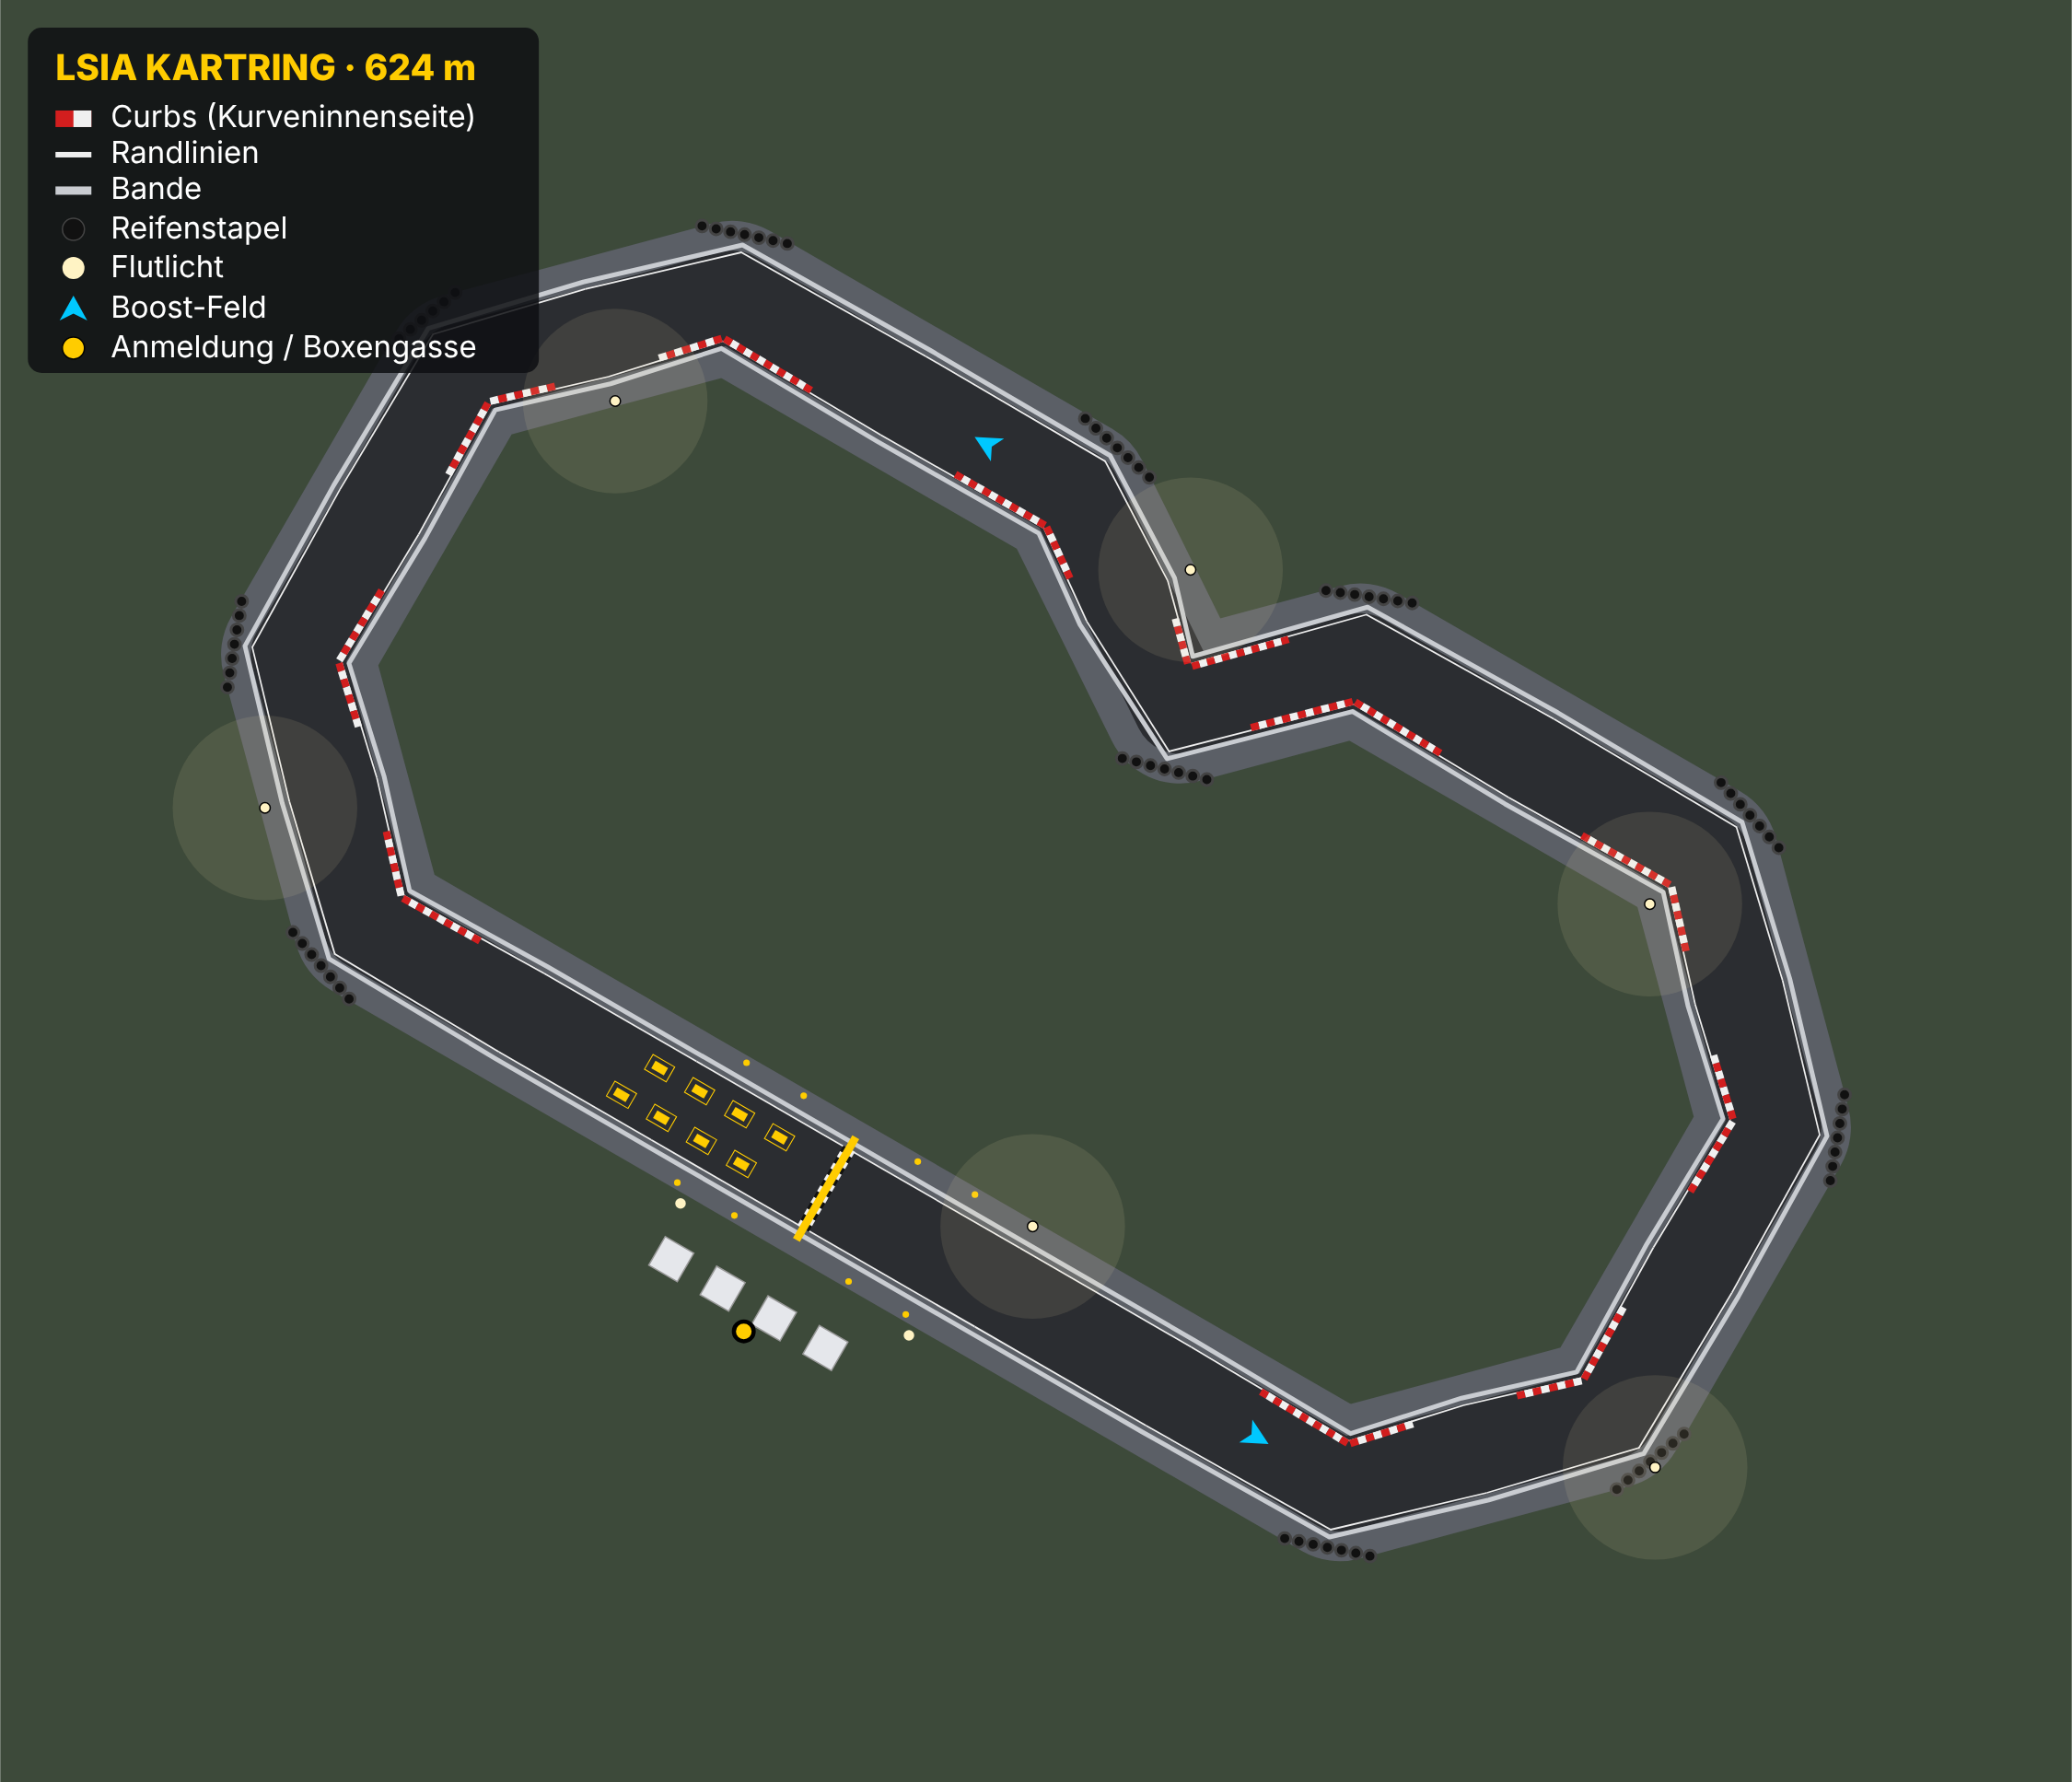 LSIA KARTRING · 624 m
Curbs (Kurveninnenseite)
Randlinien
Bande
Reifenstapel
Flutlicht
Boost-Feld
Anmeldung / Boxengasse